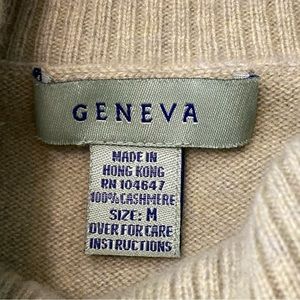 GENEVA
MADE IN
HONG KONG
RN 104647
100% CASHMERE
SIZE: M
OVER FOR CARE
INSTRUCTIONS